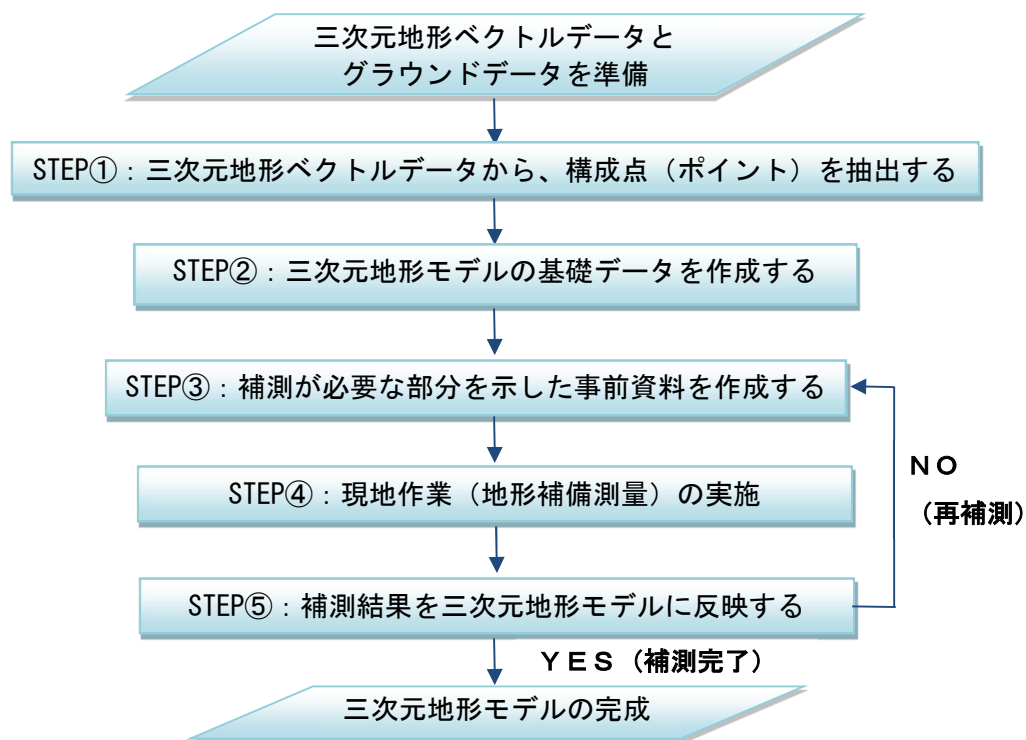 三次元地形ベクトルデータと
グラウンドデータを準備
STEP①：三次元地形ベクトルデータから、構成点（ポイント）を抽出する
STEP②：三次元地形モデルの基礎データを作成する
STEP③：補測が必要な部分を示した事前資料を作成する
STEP④：現地作業（地形補備測量）の実施
ＮＯ
（再補測）
STEP⑤：補測結果を三次元地形モデルに反映する
ＹＥＳ（補測完了）
三次元地形モデルの完成